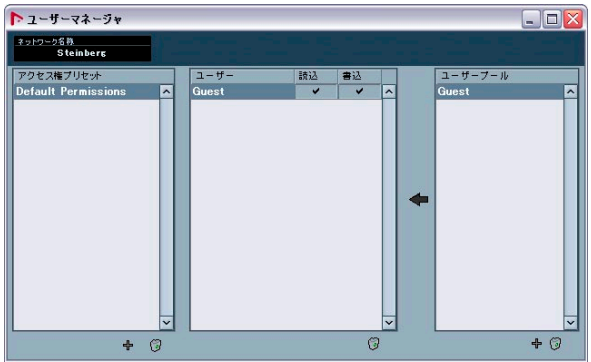 ユーザーマネージャ
ネットワーク名称
Steinberg
アクセス権プリセット
Default Permissions
ユーザー 読込 書込
Guest
ユーザープール
Guest